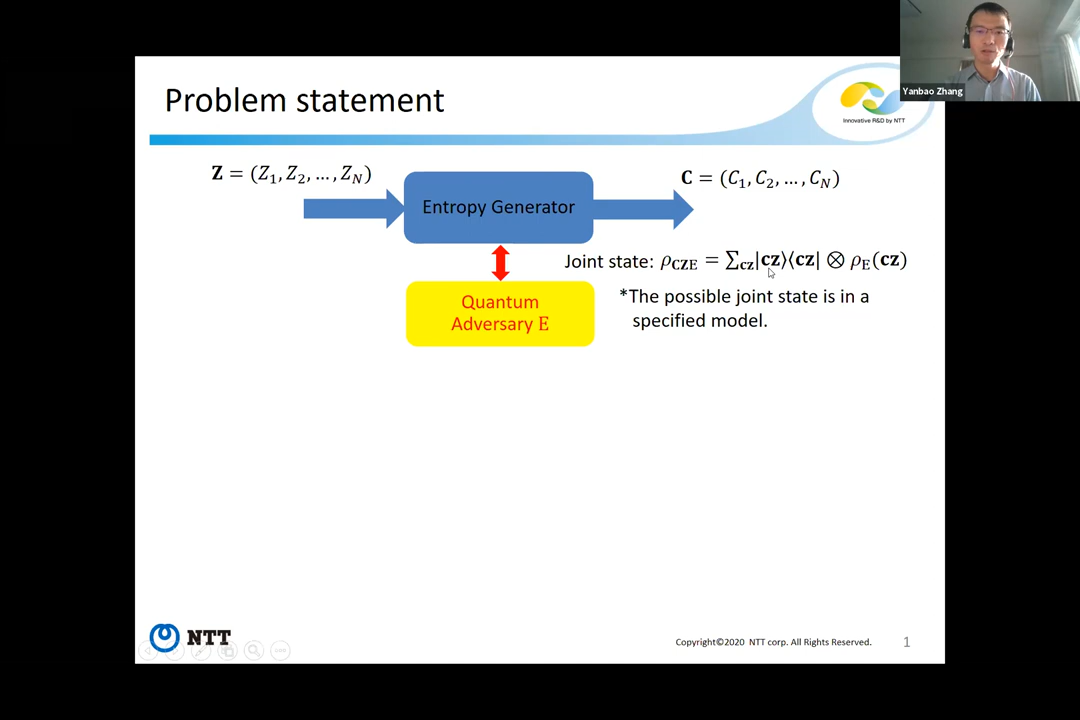 Yanbao Zhang
Problem statement
Innovative R&D by NTT
𝐙 = (𝑍₁, 𝑍₂, … , 𝑍_N)
Entropy Generator
𝐂 = (𝐶₁, 𝐶₂, … , 𝐶_N)
Joint state: ρ_𝐂𝐙E = ∑_𝐜𝐳|𝐜𝐳⟩⟨𝐜𝐳| ⊗ ρ_E(𝐜𝐳)
Quantum
Adversary E
*The possible joint state is in a
specified model.
NTT
Copyright©2020 NTT corp. All Rights Reserved.
1